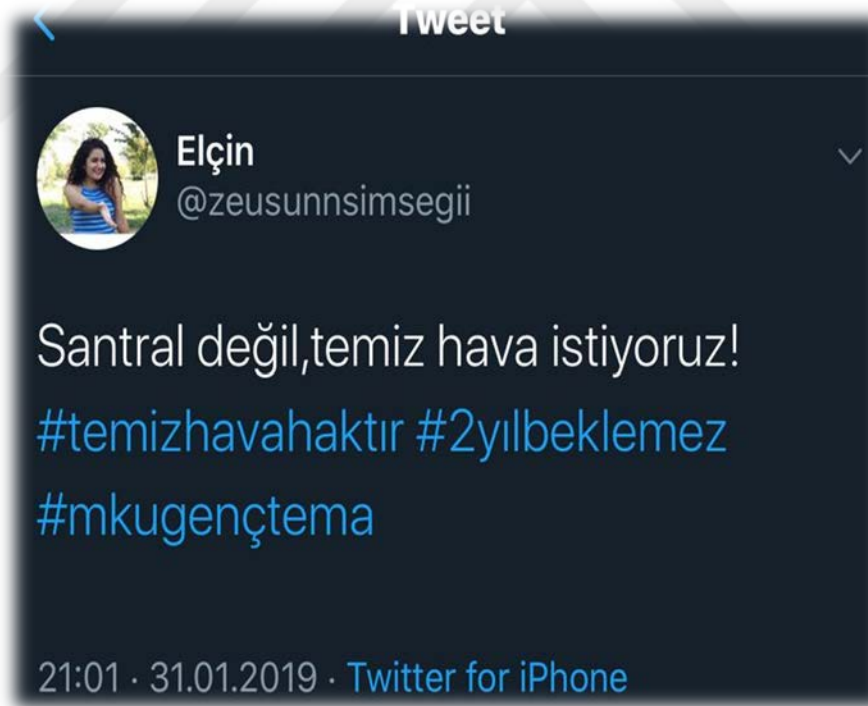 Tweet
Elçin
@zeusunnsimsegii
Santral değil,temiz hava istiyoruz!
#temizhavahaktır #2yılbeklemez
#mkugençtema
21:01 · 31.01.2019 · Twitter for iPhone